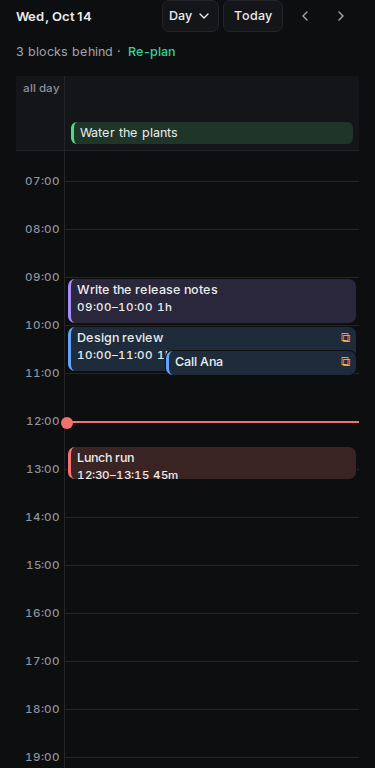 Wed, Oct 14
Day
Today
3 blocks behind · Re-plan
all day
Water the plants
07:00
08:00
09:00
Write the release notes
09:00–10:00 1h
10:00
Design review
10:00–11:00
Call Ana
11:00
12:00
Lunch run
12:30–13:15 45m
13:00
14:00
15:00
16:00
17:00
18:00
19:00